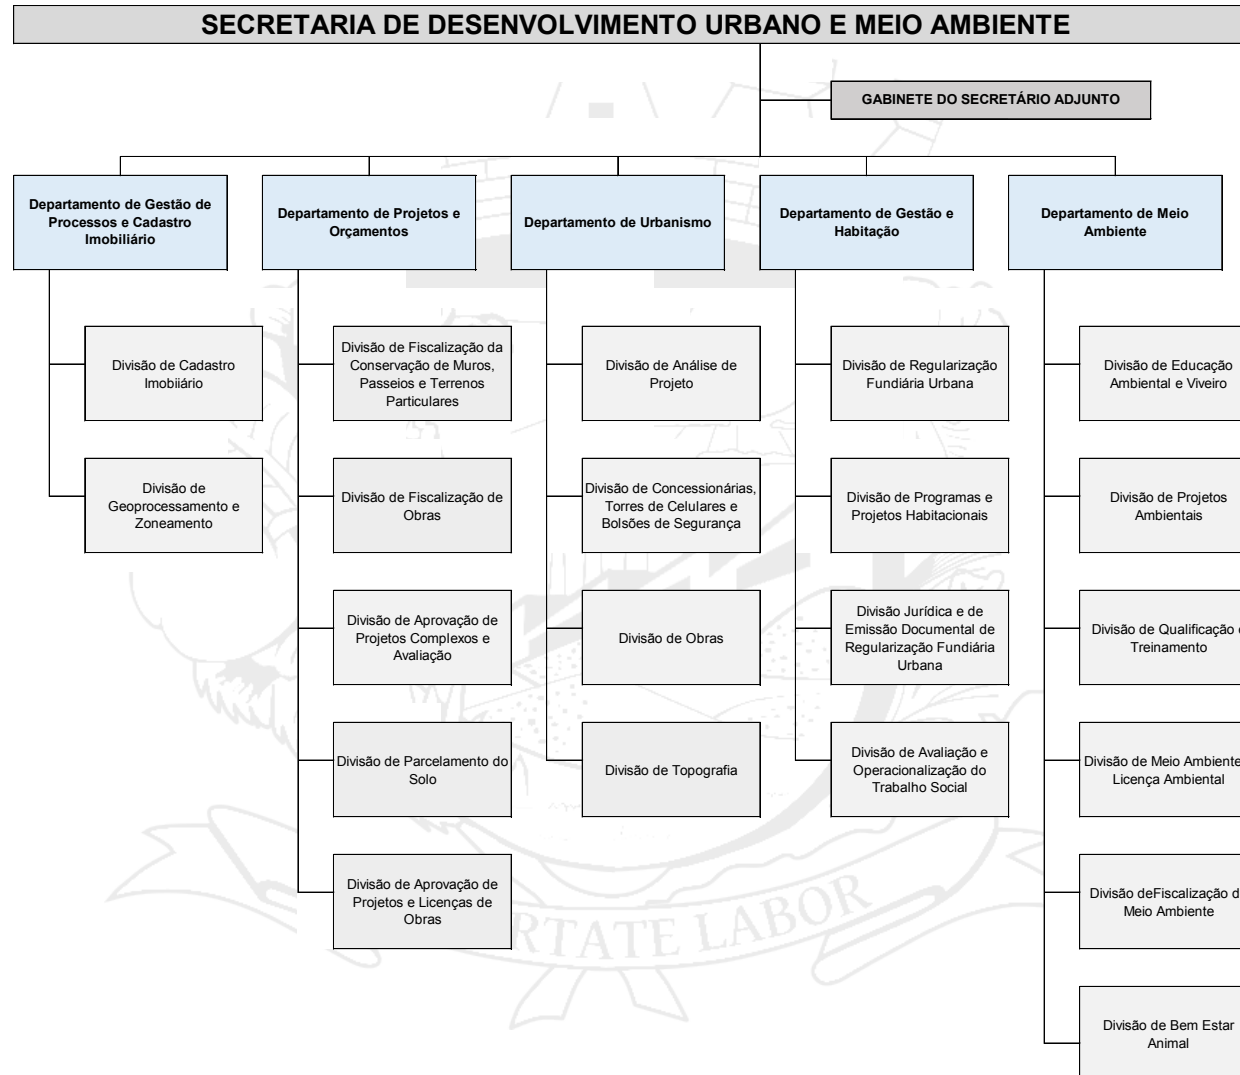 SECRETARIA DE DESENVOLVIMENTO URBANO E MEIO AMBIENTE
GABINETE DO SECRETÁRIO ADJUNTO
Departamento de Gestão de
Processos e Cadastro
Imobiliário
Departamento de Projetos e
Orçamentos
Departamento de Urbanismo
Departamento de Gestão e
Habitação
Departamento de Meio
Ambiente
Divisão de Cadastro
Imobiiário
Divisão de Fiscalização da
Conservação de Muros,
Passeios e Terrenos
Particulares
Divisão de Análise de
Projeto
Divisão de Regularização
Fundiária Urbana
Divisão de Educação
Ambiental e Viveiro
Divisão de
Geoprocessamento e
Zoneamento
Divisão de Fiscalização de
Obras
Divisão de Concessionárias,
Torres de Celulares e
Bolsões de Segurança
Divisão de Programas e
Projetos Habitacionais
Divisão de Projetos
Ambientais
Divisão de Aprovação de
Projetos Complexos e
Avaliação
Divisão de Obras
Divisão Jurídica e de
Emissão Documental de
Regularização Fundiária
Urbana
Divisão de Qualificação
Treinamento
Divisão de Parcelamento do
Solo
Divisão de Topografia
Divisão de Avaliação e
Operacionalização do
Trabalho Social
Divisão de Meio Ambiente
Licença Ambiental
Divisão de Aprovação de
Projetos e Licenças de
Obras
Divisão deFiscalização
Meio Ambiente
Divisão de Bem Estar
Animal
LABOR